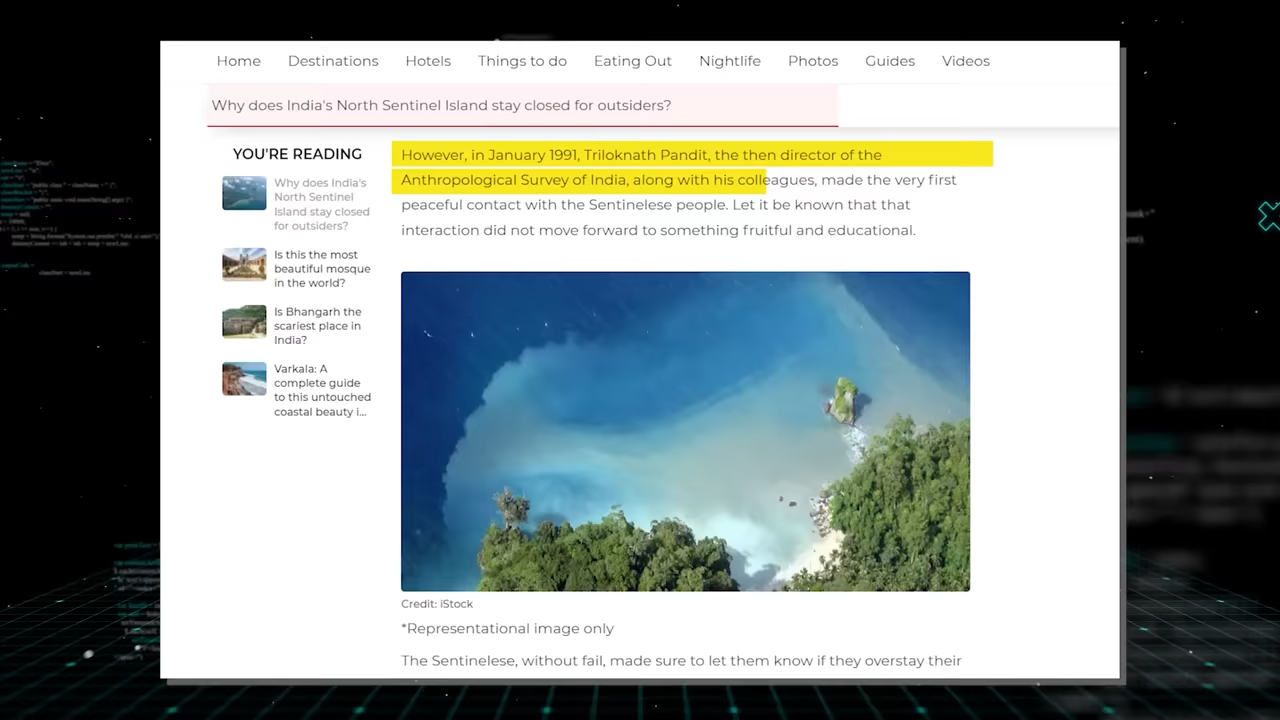 Home Destinations Hotels Things to do Eating Out Nightlife Photos Guides Videos
Why does India's North Sentinel Island stay closed for outsiders?
YOU'RE READING
Why does India's
North Sentinel
Island stay closed
for outsiders?
Is this the most
beautiful mosque
in the world?
Is Bhangarh the
scariest place in
India?
Varkala: A
complete guide
to this untouched
coastal beauty i...
However, in January 1991, Triloknath Pandit, the then director of the
Anthropological Survey of India, along with his colleagues, made the very first
peaceful contact with the Sentinelese people. Let it be known that that
interaction did not move forward to something fruitful and educational.
Credit: iStock
*Representational image only
The Sentinelese, without fail, made sure to let them know if they overstay their